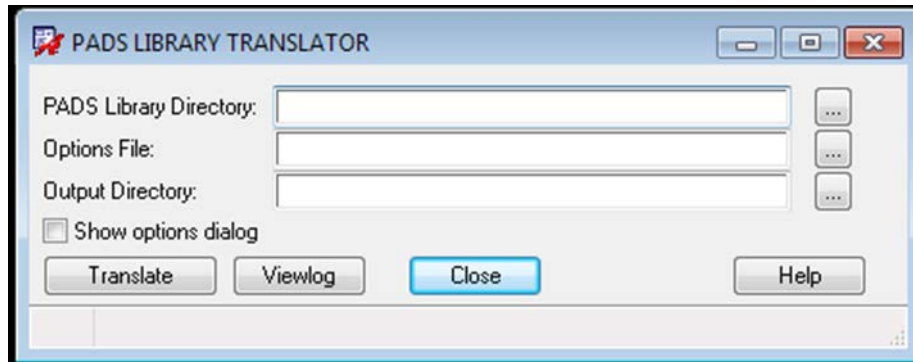 PADS LIBRARY TRANSLATOR
PADS Library Directory:
...
Options File:
...
Output Directory:
...
Show options dialog
Translate Viewlog Close Help